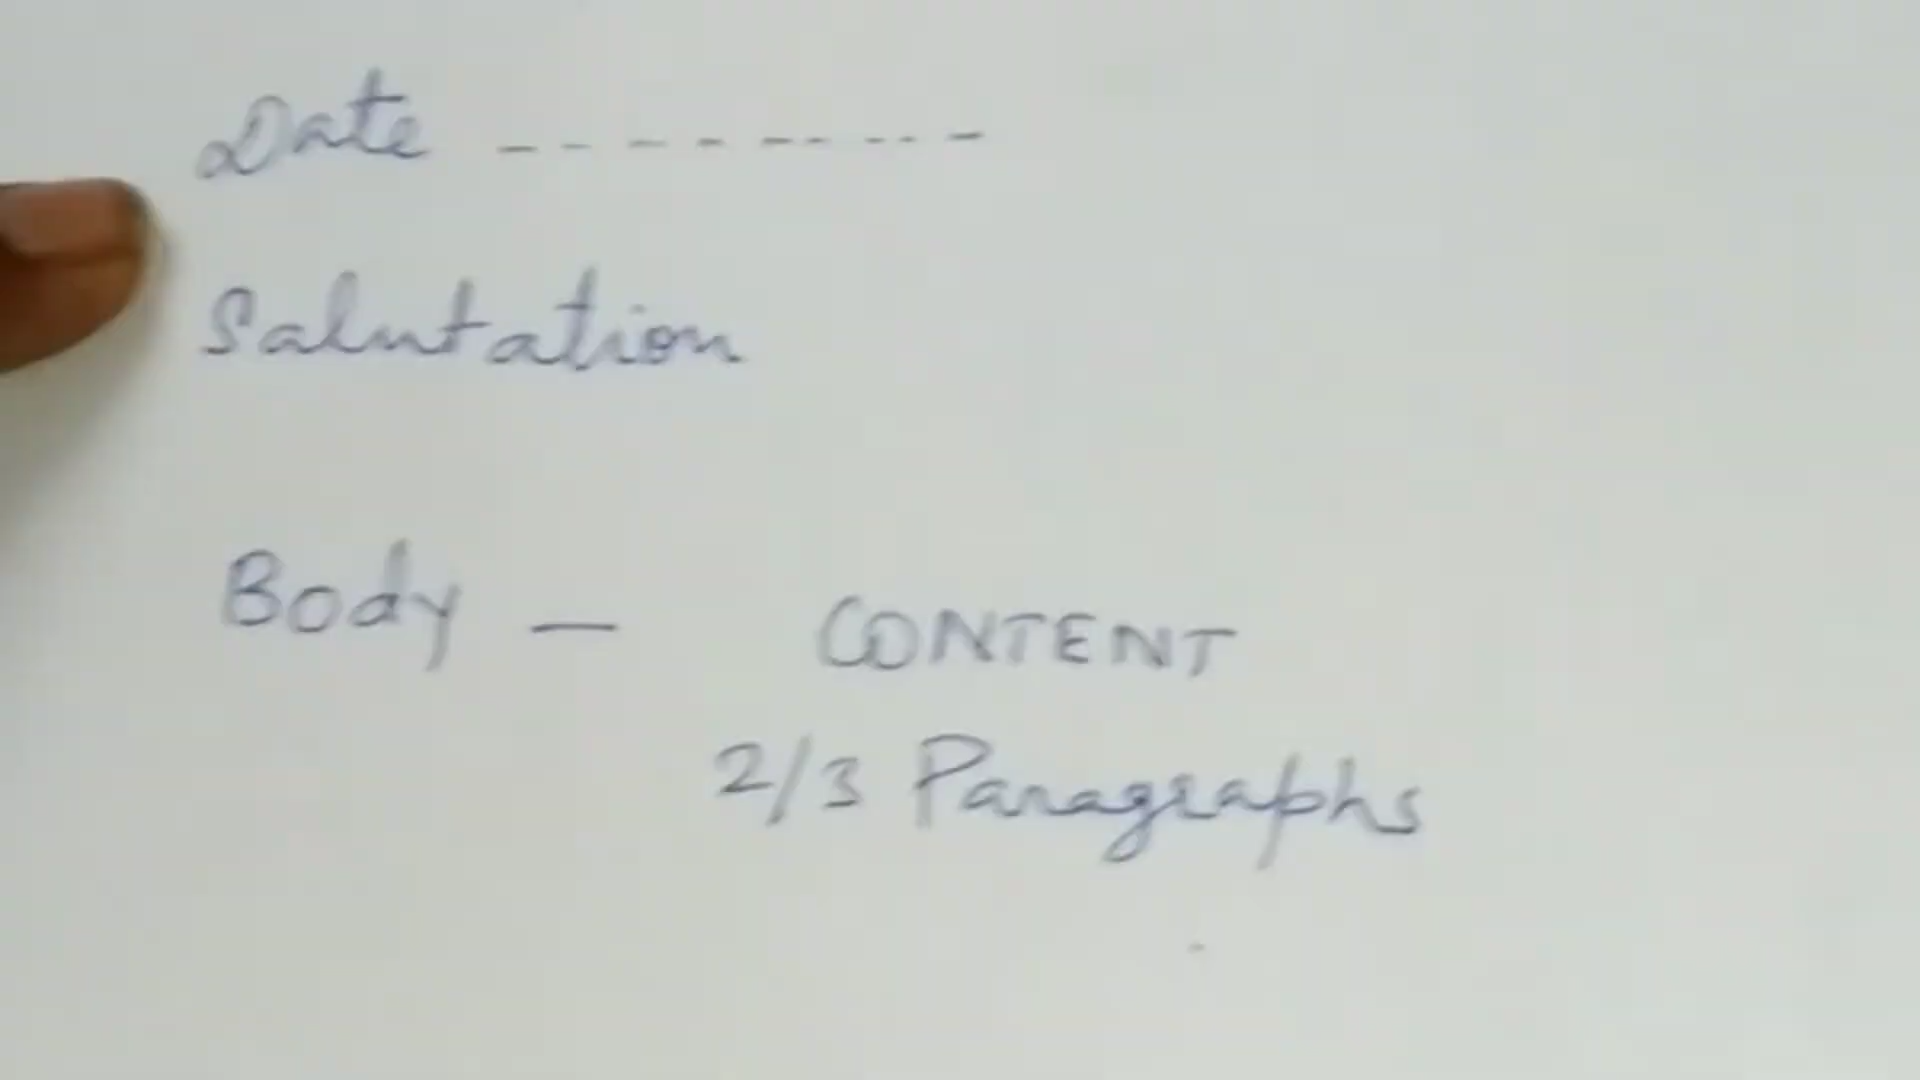 Date ----------
Salutation
Body — CONTENT
2/3 Paragraphs